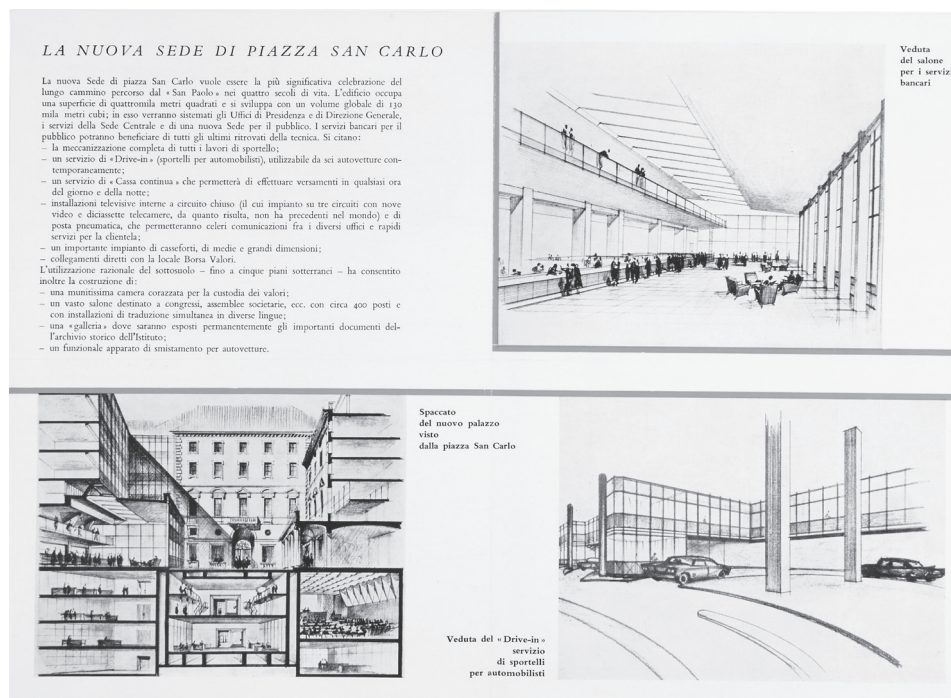 LA NUOVA SEDE DI PIAZZA SAN CARLO
La nuova Sede di piazza San Carlo vuole essere la più significativa celebrazione del
lungo cammino percorso dal « San Paolo » nei quattro secoli di vita. L'edificio occupa
una superficie di quattromila metri quadrati e si sviluppa con un volume globale di 130
mila metri cubi; in esso verranno sistemati gli Uffici di Presidenza e di Direzione Generale,
i servizi della Sede Centrale e di una nuova Sede per il pubblico. I servizi bancari per il
pubblico potranno beneficiare di tutti gli ultimi ritrovati della tecnica. Si citano:
– la meccanizzazione completa di tutti i lavori di sportello;
– un servizio di «Drive-in» (sportelli per automobilisti), utilizzabile da sei autovetture con-
temporaneamente;
– un servizio di « Cassa continua » che permetterà di effettuare versamenti in qualsiasi ora
del giorno e della notte;
– installazioni televisive interne a circuito chiuso (il cui impianto su tre circuiti con nove
video e diciassette telecamere, da quanto risulta, non ha precedenti nel mondo) e di
posta pneumatica, che permetteranno celeri comunicazioni fra i diversi uffici e rapidi
servizi per la clientela;
– un importante impianto di casseforti, di medie e grandi dimensioni;
– collegamenti diretti con la locale Borsa Valori.
L'utilizzazione razionale del sottosuolo – fino a cinque piani sotterranei – ha consentito
inoltre la costruzione di:
– una munitissima camera corazzata per la custodia dei valori;
– un vasto salone destinato a congressi, assemblee societarie, ecc. con circa 400 posti e
con installazioni di traduzione simultanea in diverse lingue;
– una «galleria» dove saranno esposti permanentemente gli importanti documenti del-
l'archivio storico dell'Istituto;
– un funzionale apparato di smistamento per autovetture.
Veduta
del salone
per i servizi
bancari
Spaccato
del nuovo palazzo
visto
dalla piazza San Carlo
Veduta del « Drive-in »
servizio
di sportelli
per automobilisti